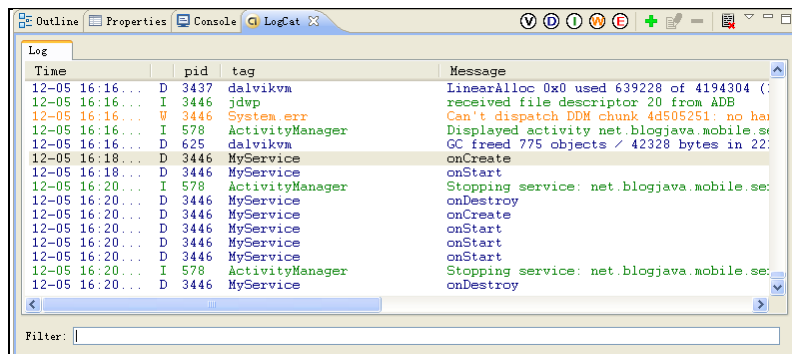 Outline Properties Console LogCat
V D I W E
Log
Time pid tag Message
12-05 16:16... D 3437 dalvikvm LinearAlloc 0x0 used 639228 of 4194304 (
12-05 16:16... I 3446 jdwp received file descriptor 20 from ADB
12-05 16:16... W 3446 System.err Can't dispatch DDM chunk 4d505251: no han
12-05 16:16... I 578 ActivityManager Displayed activity net.blogjava.mobile.se
12-05 16:16... D 625 dalvikvm GC freed 775 objects / 42328 bytes in 221
12-05 16:18... D 3446 MyService onCreate
12-05 16:18... D 3446 MyService onStart
12-05 16:20... I 578 ActivityManager Stopping service: net.blogjava.mobile.se
12-05 16:20... D 3446 MyService onDestroy
12-05 16:20... D 3446 MyService onCreate
12-05 16:20... D 3446 MyService onStart
12-05 16:20... D 3446 MyService onStart
12-05 16:20... D 3446 MyService onStart
12-05 16:20... I 578 ActivityManager Stopping service: net.blogjava.mobile.se
12-05 16:20... D 3446 MyService onDestroy
Filter: